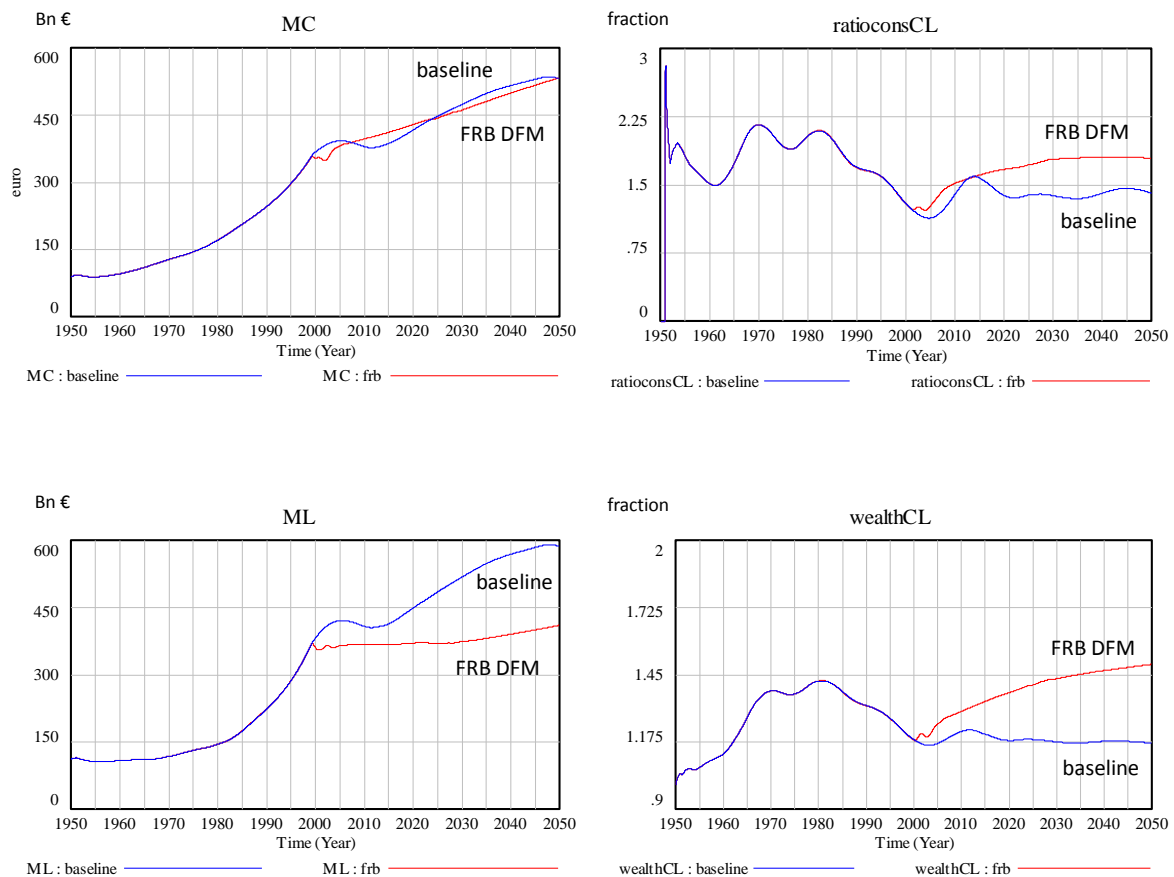 Bn €
MC
600
450
300
150
0
euro
baseline
FRB DFM
1950 1960 1970 1980 1990 2000 2010 2020 2030 2040 2050
Time (Year)
MC : baseline
MC : frb
fraction
ratioconsCL
3
2.25
1.5
.75
0
FRB DFM
baseline
1950 1960 1970 1980 1990 2000 2010 2020 2030 2040 2050
Time (Year)
ratioconsCL : baseline
ratioconsCL : frb
Bn €
ML
600
450
300
150
0
baseline
FRB DFM
1950 1960 1970 1980 1990 2000 2010 2020 2030 2040 2050
Time (Year)
ML : baseline
ML : frb
fraction
wealthCL
2
1.725
1.45
1.175
.9
FRB DFM
baseline
1950 1960 1970 1980 1990 2000 2010 2020 2030 2040 2050
Time (Year)
wealthCL : baseline
wealthCL : frb